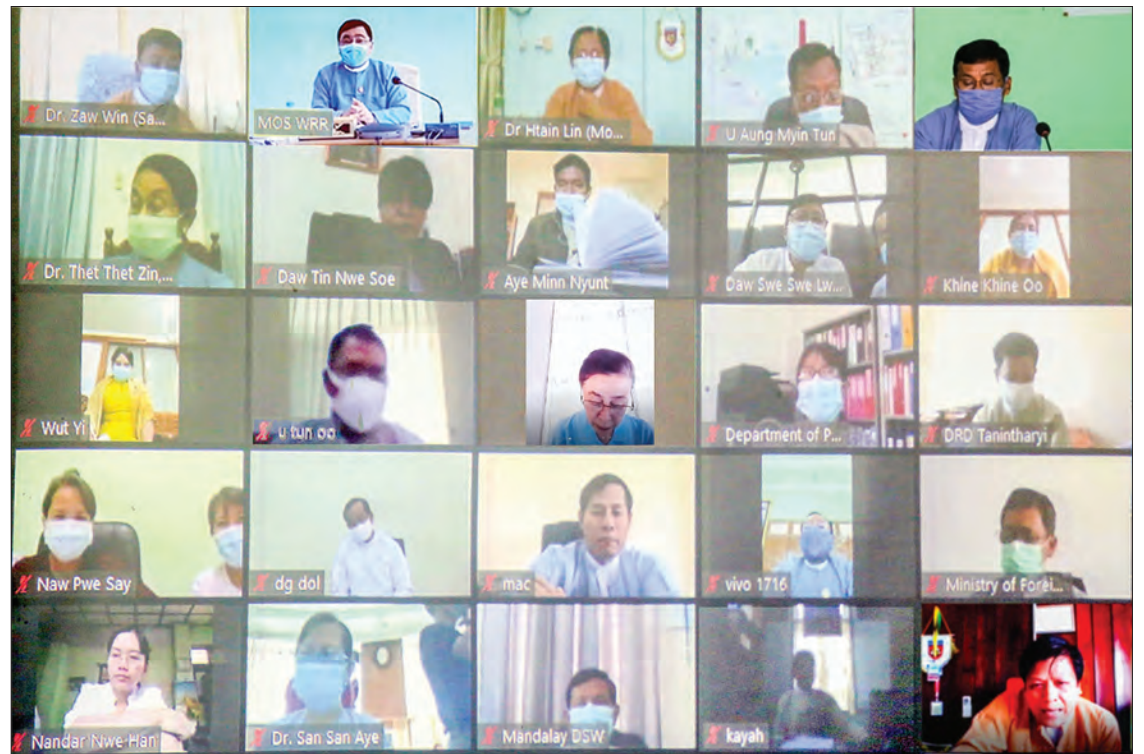 Dr. Zaw Win (Sa...
MOS WRR
Dr Htain Lin (Mo...
U Aung Myin Tun
Dr. Thet Thet Zin,...
Daw Tin Nwe Soe
Aye Minn Nyunt
Daw Swe Swe Lw...
Khine Khine Oo
Wut Yi
u tun oo
Department of P...
DRD Tanintharyi
Naw Pwe Say
dg dol
mac
vivo 1716
Ministry of Forei...
Nandar Nwe Han
Dr. San San Aye
Mandalay DSW
kayah